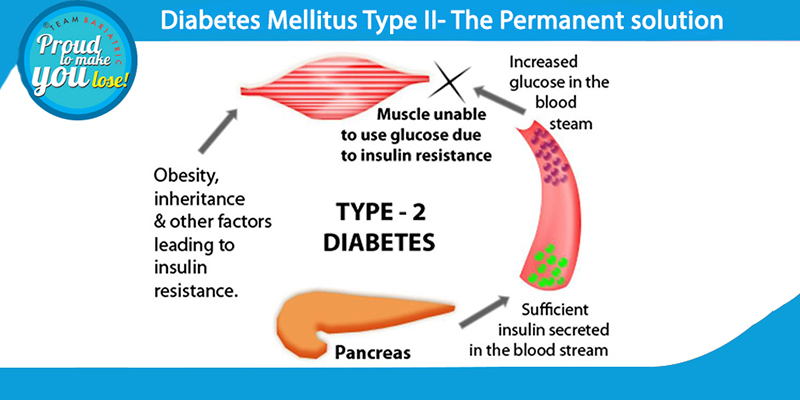 Diabetes Mellitus Type II- The Permanent solution
TEAM BARIATRIC
Proud
to make
you lose!
Increased
glucose in the
blood
steam
Muscle unable
to use glucose due
to insulin resistance
Obesity,
inheritance
& other factors
leading to
insulin
resistance.
TYPE - 2
DIABETES
Pancreas
Sufficient
insulin secreted
in the blood stream